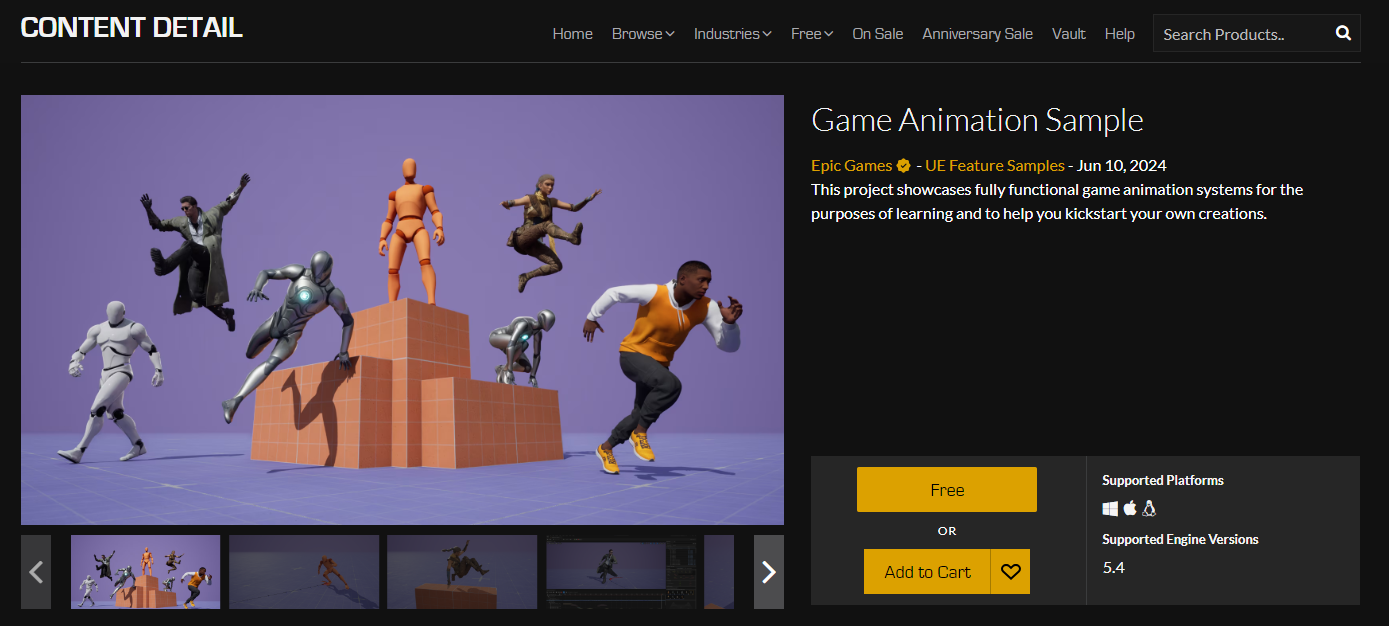 CONTENT DETAIL
Home Browse Industries Free On Sale Anniversary Sale Vault Help Search Products..
Game Animation Sample
Epic Games - UE Feature Samples - Jun 10, 2024
This project showcases fully functional game animation systems for the
purposes of learning and to help you kickstart your own creations.
Free
OR
Add to Cart
Supported Platforms
Supported Engine Versions
5.4